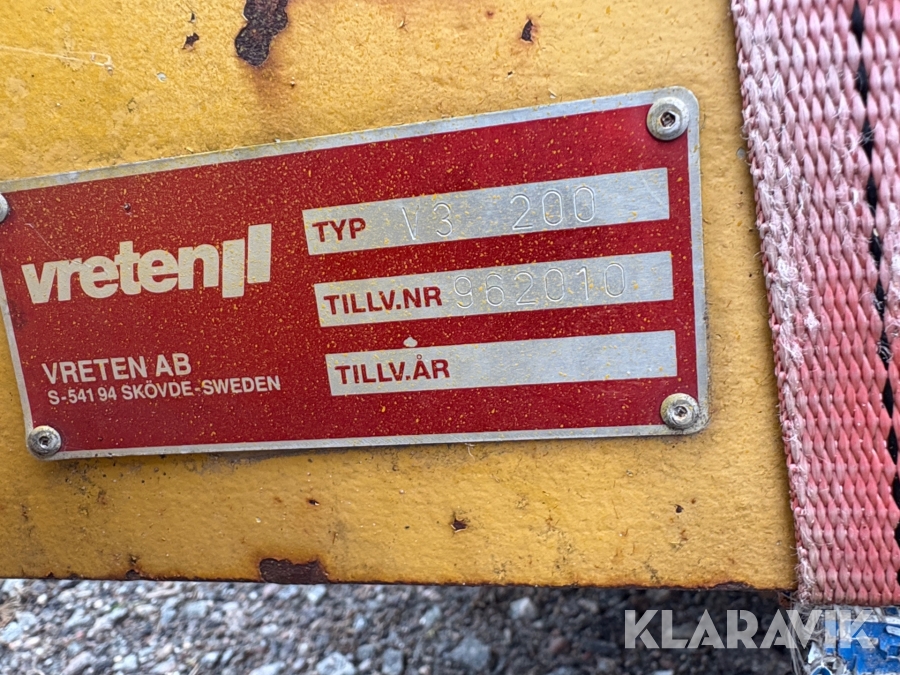 vreten
TYP V3 200
TILLV.NR 962010
TILLV.ÅR
VRETEN AB
S-541 94 SKÖVDE-SWEDEN
KLARAVIK